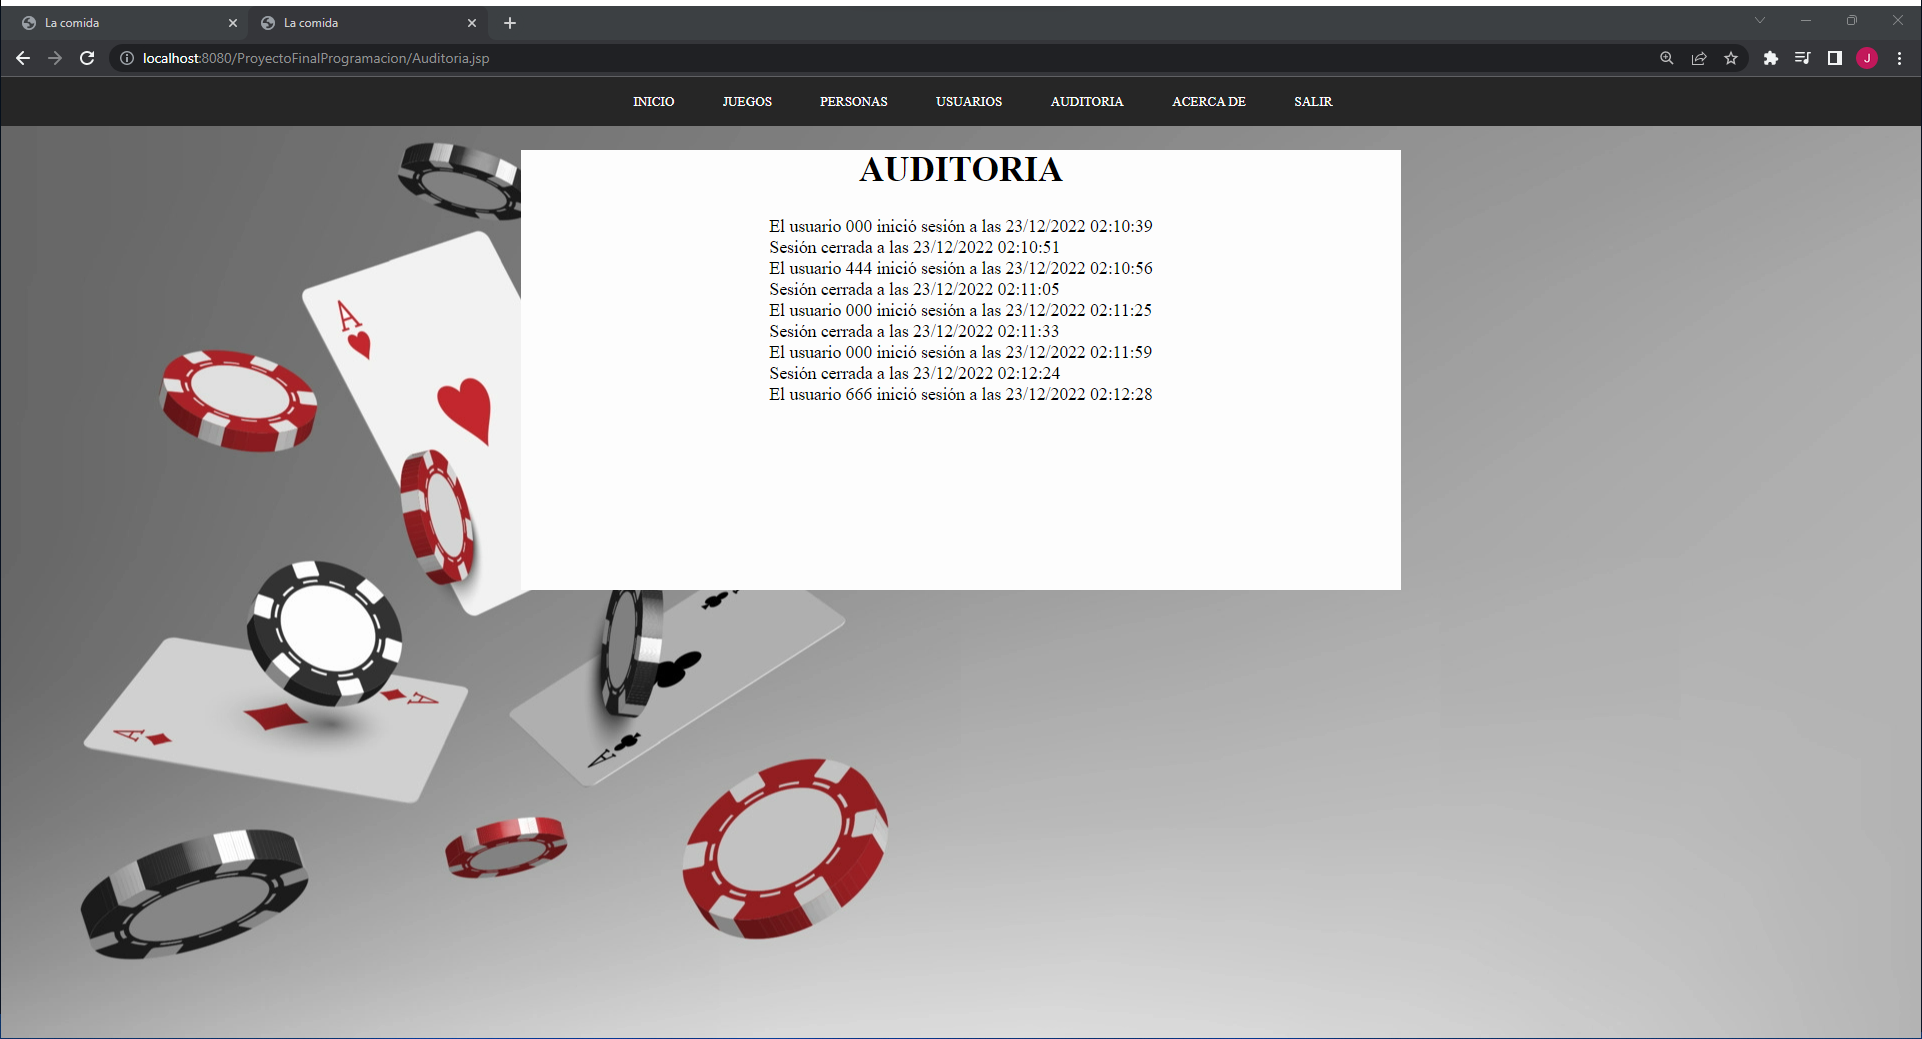 La comida
La comida
localhost:8080/ProyectoFinalProgramacion/Auditoria.jsp
J
INICIO JUEGOS PERSONAS USUARIOS AUDITORIA ACERCA DE SALIR
AUDITORIA
El usuario 000 inició sesión a las 23/12/2022 02:10:39
Sesión cerrada a las 23/12/2022 02:10:51
El usuario 444 inició sesión a las 23/12/2022 02:10:56
Sesión cerrada a las 23/12/2022 02:11:05
El usuario 000 inició sesión a las 23/12/2022 02:11:25
Sesión cerrada a las 23/12/2022 02:11:33
El usuario 000 inició sesión a las 23/12/2022 02:11:59
Sesión cerrada a las 23/12/2022 02:12:24
El usuario 666 inició sesión a las 23/12/2022 02:12:28
A
A
A
A